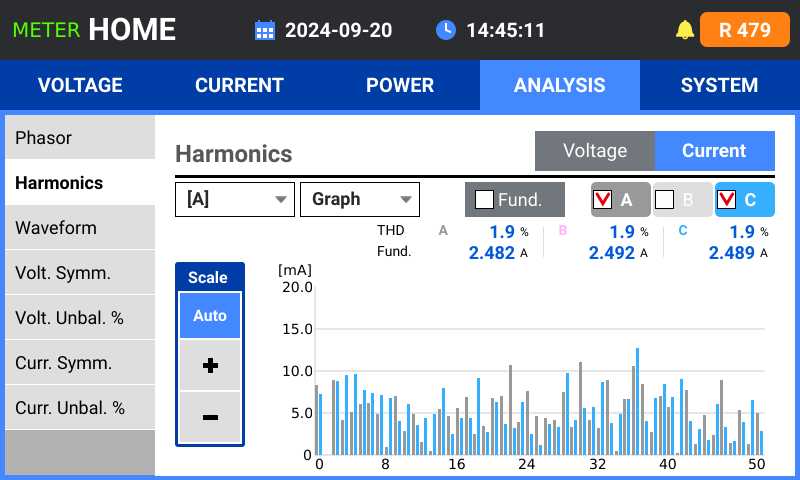 METER HOME 2024-09-20 14:45:11 R 479
VOLTAGE CURRENT POWER ANALYSIS SYSTEM
Phasor
Harmonics
Waveform
Volt. Symm.
Volt. Unbal. %
Curr. Symm.
Curr. Unbal. %
Harmonics Voltage Current
[A] Graph Fund. A B C
THD A 1.9 % B 1.9 % C 1.9 %
Fund. 2.482 A 2.492 A 2.489 A
Scale
Auto
+
−
[mA]
20.0
15.0
10.0
5.0
0
0 8 16 24 32 40 50